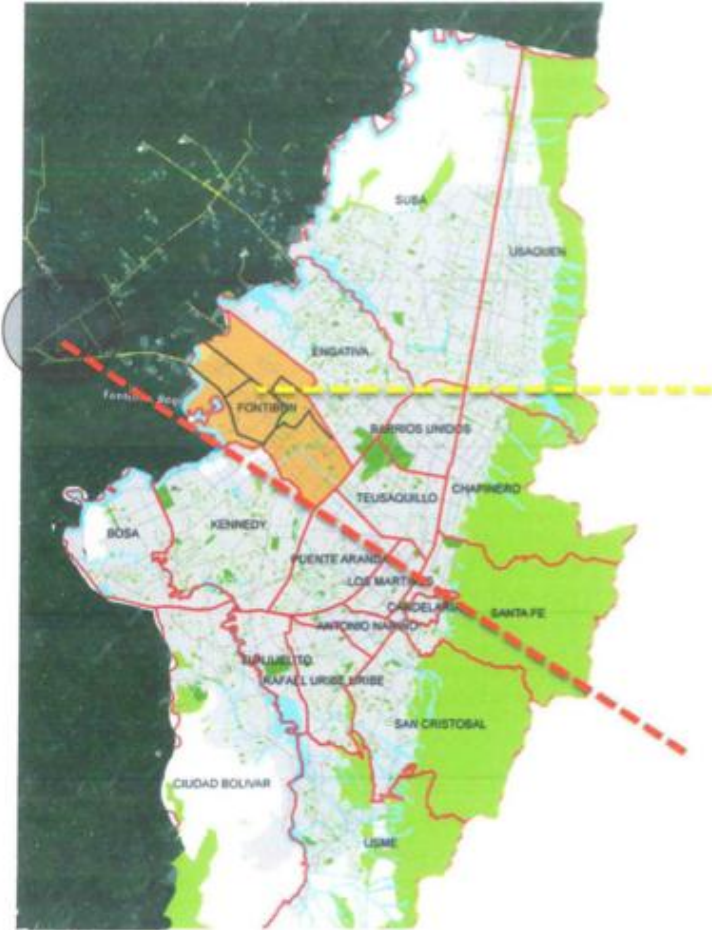 SUBA
USAQUEN
ENGATIVA
FONTIBON
BARRIOS UNIDOS
CHAPINERO
TEUSAQUILLO
KENNEDY
BOSA
PUENTE ARANDA
LOS MARTIRES
CANDELARIA
SANTA FE
ANTONIO NARIÑO
TUNJUELITO
RAFAEL URIBE URIBE
SAN CRISTOBAL
CIUDAD BOLIVAR
USME